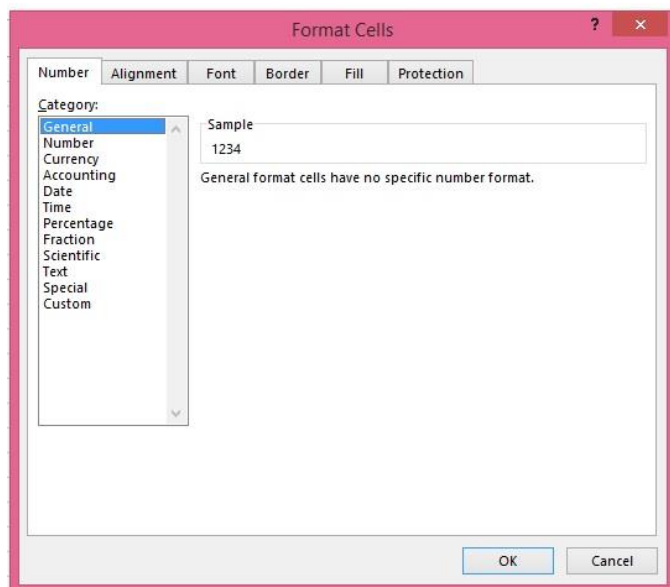 Format Cells
?
Number Alignment Font Border Fill Protection
Category:
General
Number
Currency
Accounting
Date
Time
Percentage
Fraction
Scientific
Text
Special
Custom
Sample
1234
General format cells have no specific number format.
OK Cancel